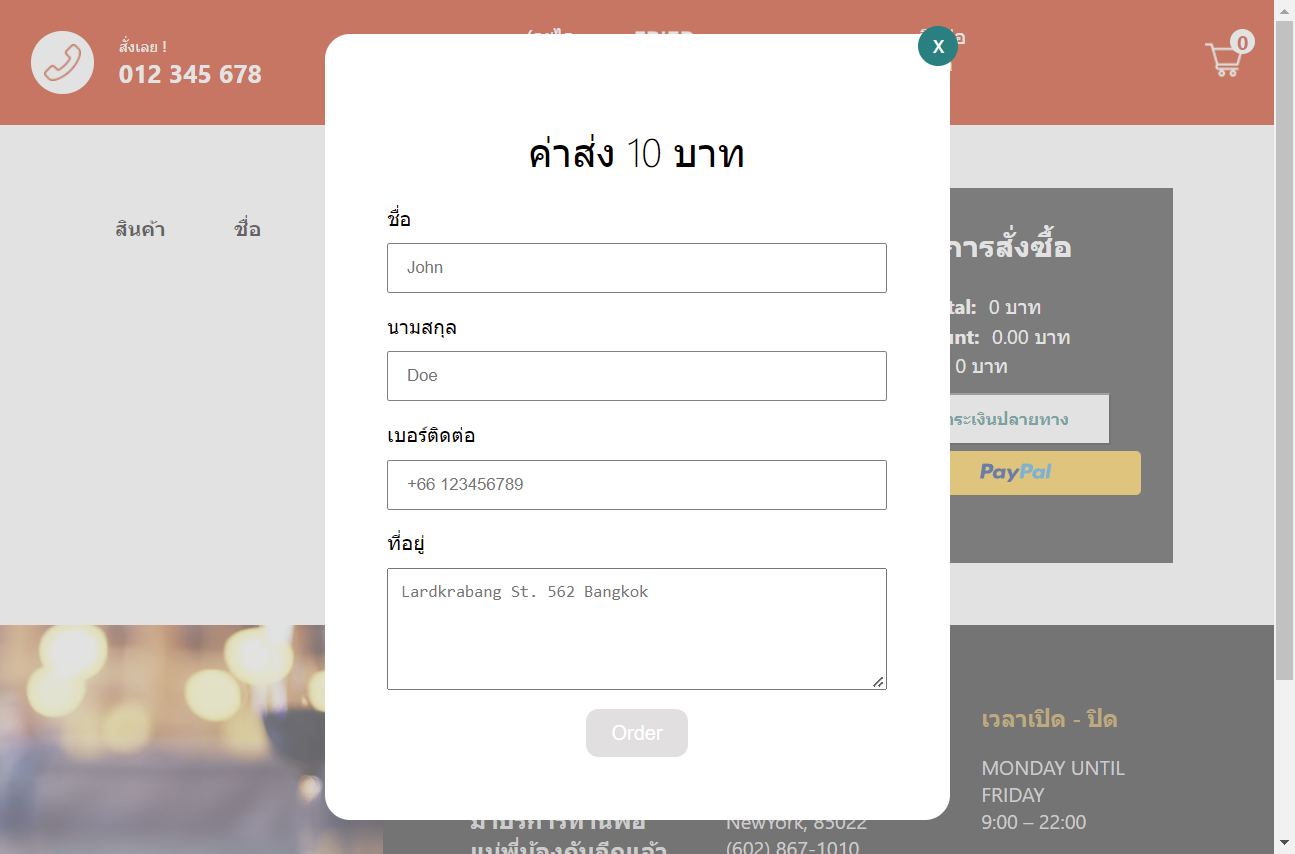 สั่งเลย !
012 345 678
X
0
ค่าส่ง 10 บาท
สินค้า
ชื่อ
ชื่อ
John
นามสกุล
Doe
เบอร์ติดต่อ
+66 123456789
ที่อยู่
Lardkrabang St. 562 Bangkok
Order
การสั่งซื้อ
0 บาท
0.00 บาท
0 บาท
ระเงินปลายทาง
PayPal
เวลาเปิด - ปิด
MONDAY UNTIL
FRIDAY
9:00 – 22:00
NewYork, 85022
(602) 867-1010